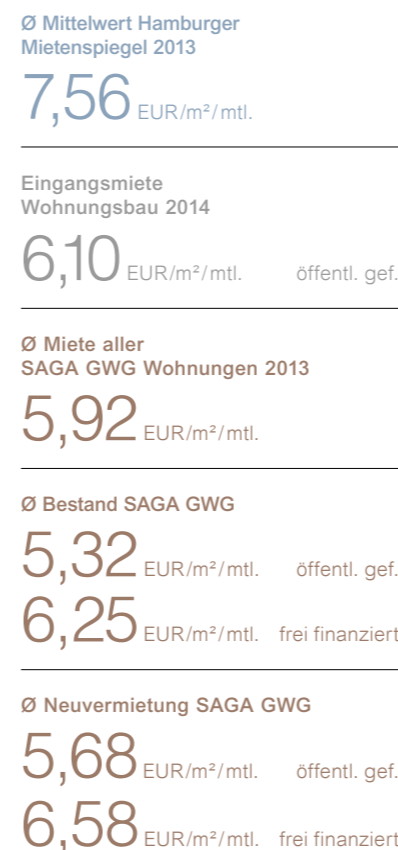 Ø Mittelwert Hamburger
Mietenspiegel 2013
7,56 EUR/m²/mtl.
Eingangsmiete
Wohnungsbau 2014
6,10 EUR/m²/mtl. öffentl. gef.
Ø Miete aller
SAGA GWG Wohnungen 2013
5,92 EUR/m²/mtl.
Ø Bestand SAGA GWG
5,32 EUR/m²/mtl. öffentl. gef.
6,25 EUR/m²/mtl. frei finanziert
Ø Neuvermietung SAGA GWG
5,68 EUR/m²/mtl. öffentl. gef.
6,58 EUR/m²/mtl. frei finanziert